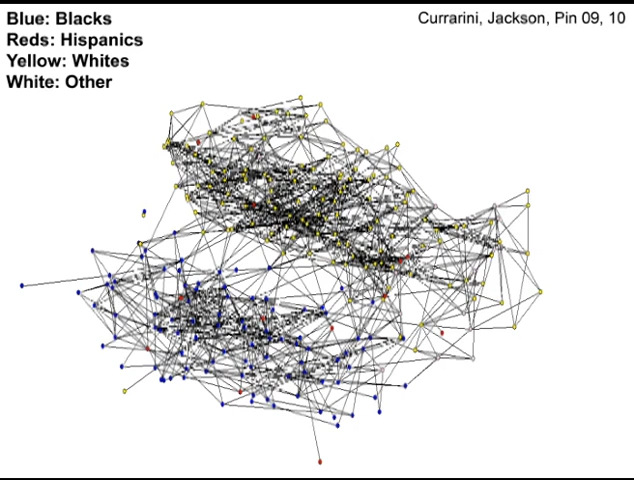 Blue: Blacks
Reds: Hispanics
Yellow: Whites
White: Other
Currarini, Jackson, Pin 09, 10